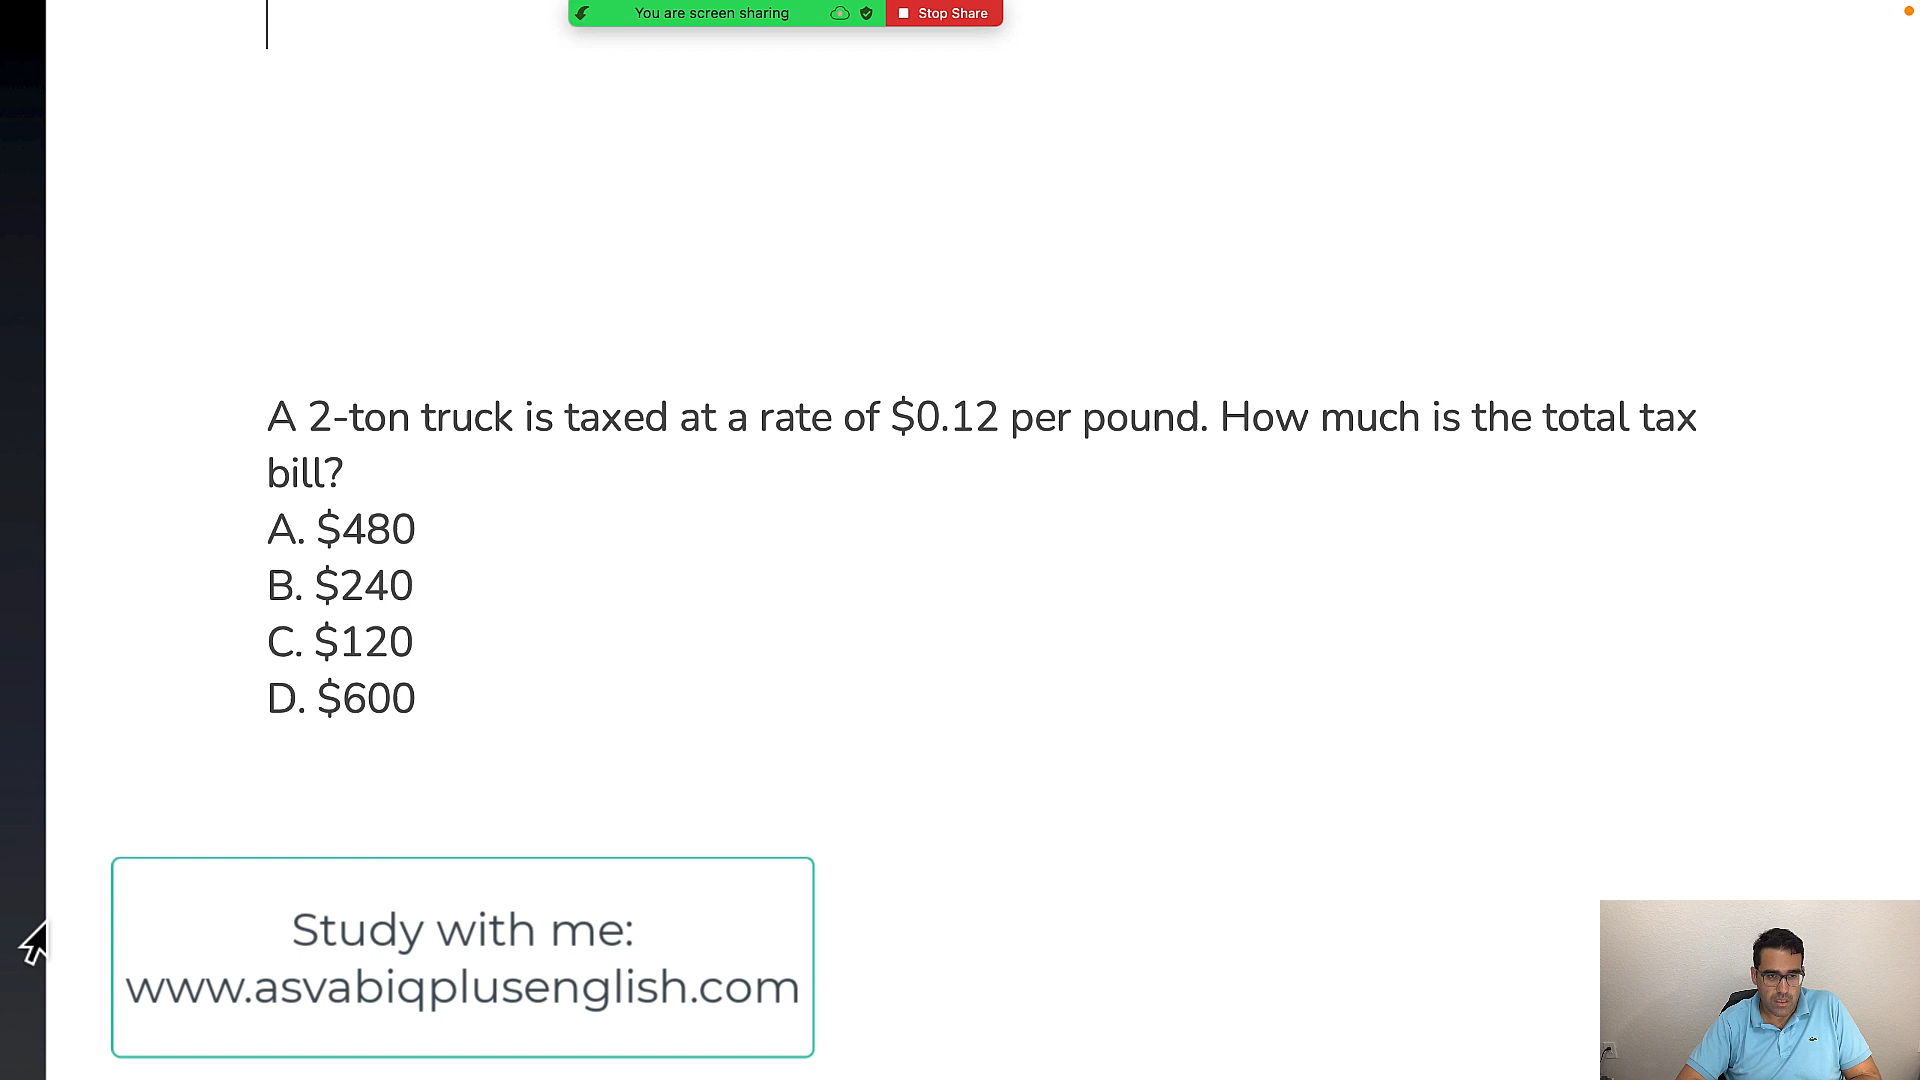 You are screen sharing
Stop Share
A 2-ton truck is taxed at a rate of $0.12 per pound. How much is the total tax
bill?
A. $480
B. $240
C. $120
D. $600
Study with me:
www.asvabiqplusenglish.com